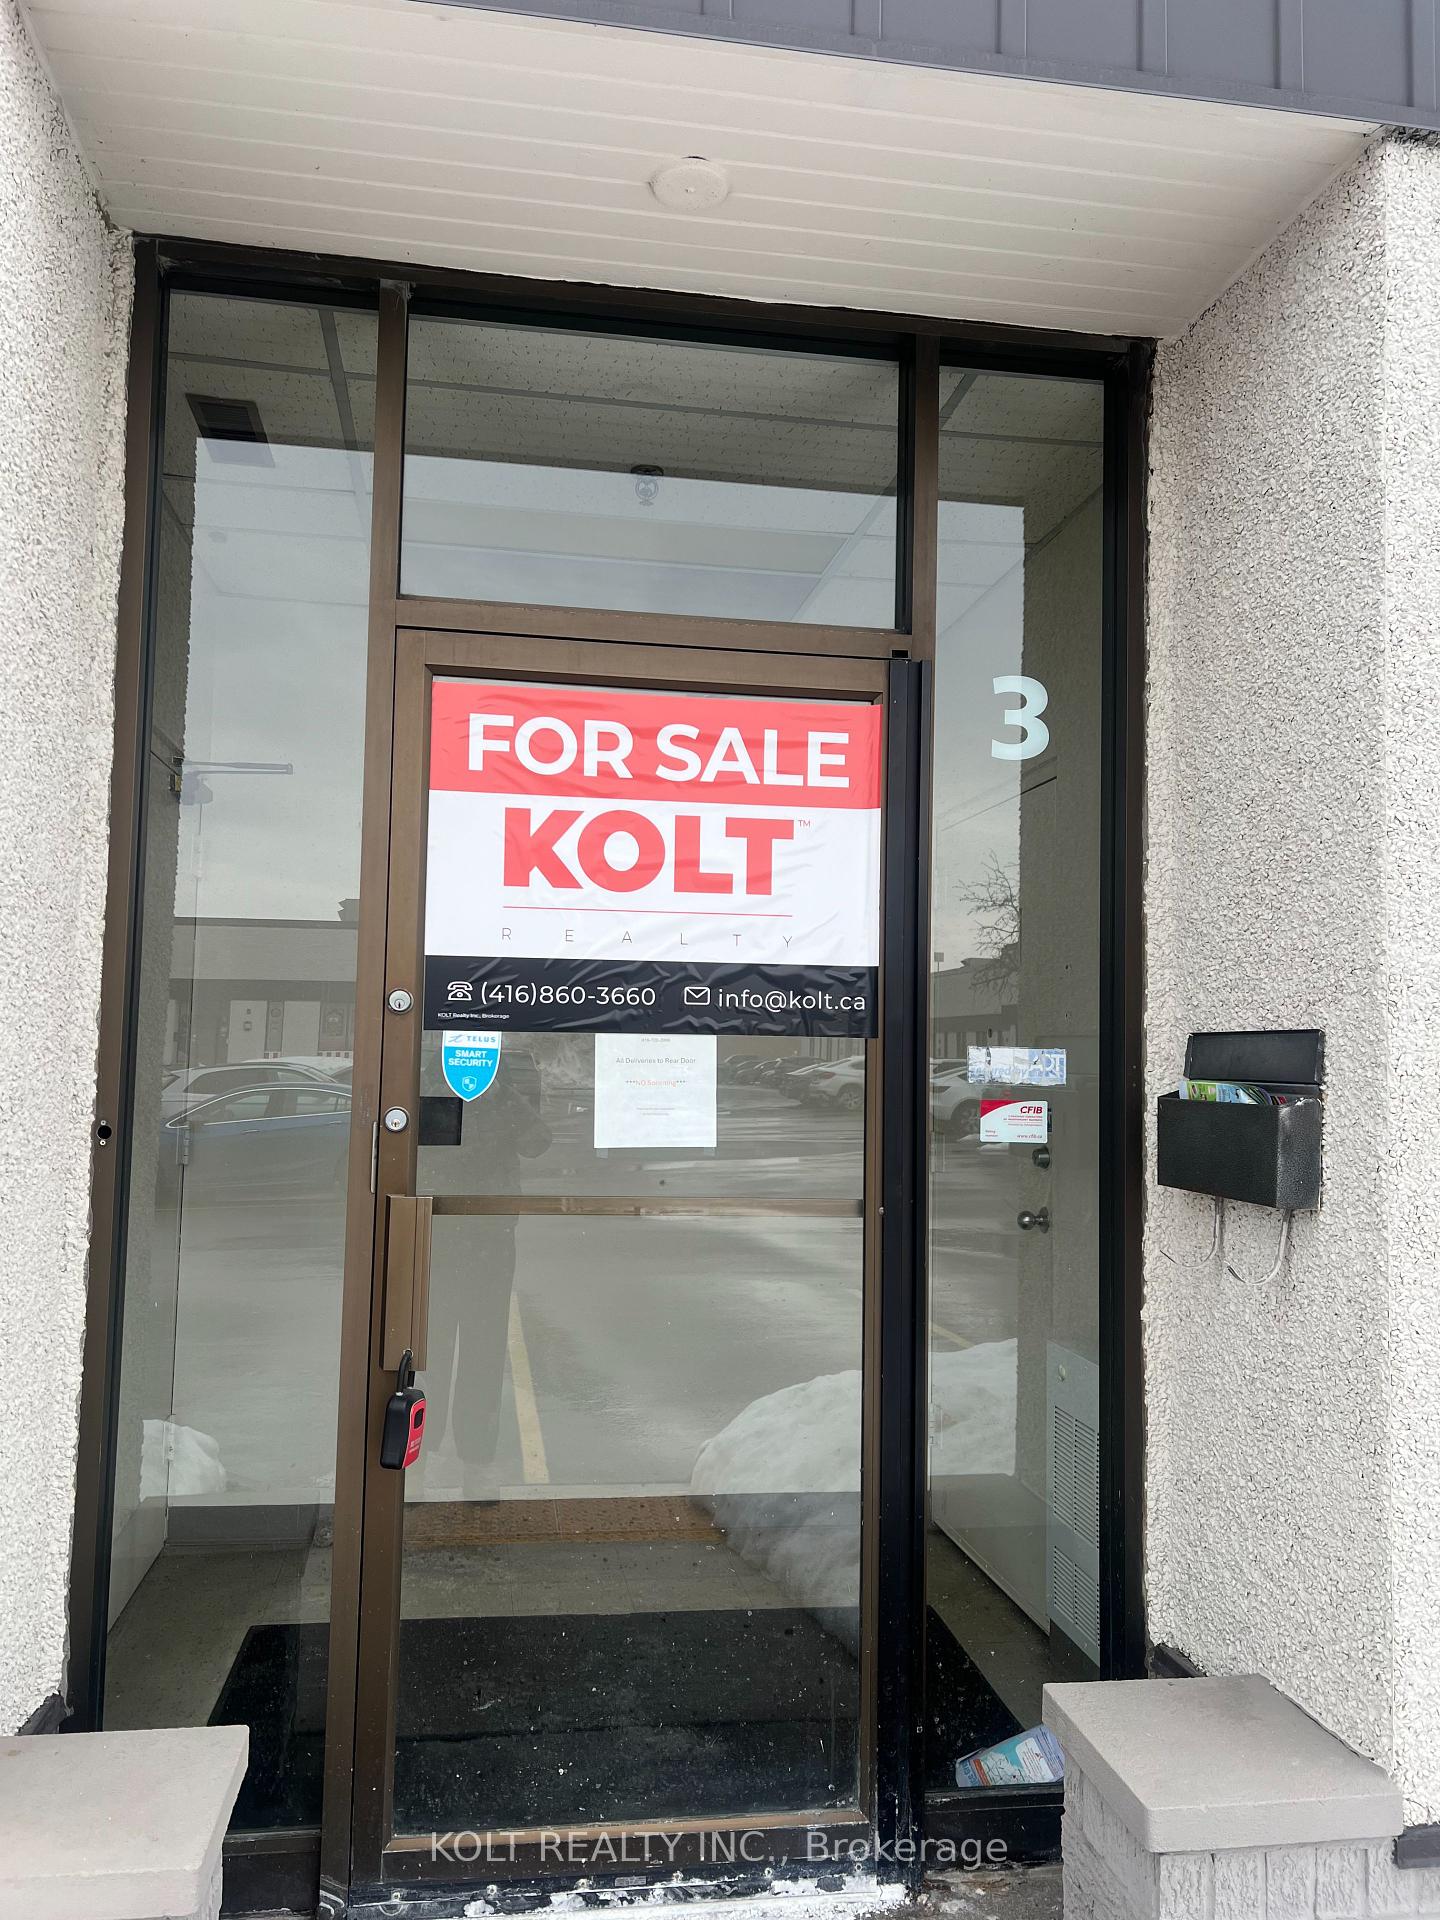 FOR SALE
3
KOLT™
REALTY
(416)860-3660 info@kolt.ca
KOLT Realty Inc., Brokerage
TELUS
SMART
SECURITY
All Deliveries to Rear Door
***NO Soliciting***
CFIB
www.cfib.ca
KOLT REALTY INC., Brokerage